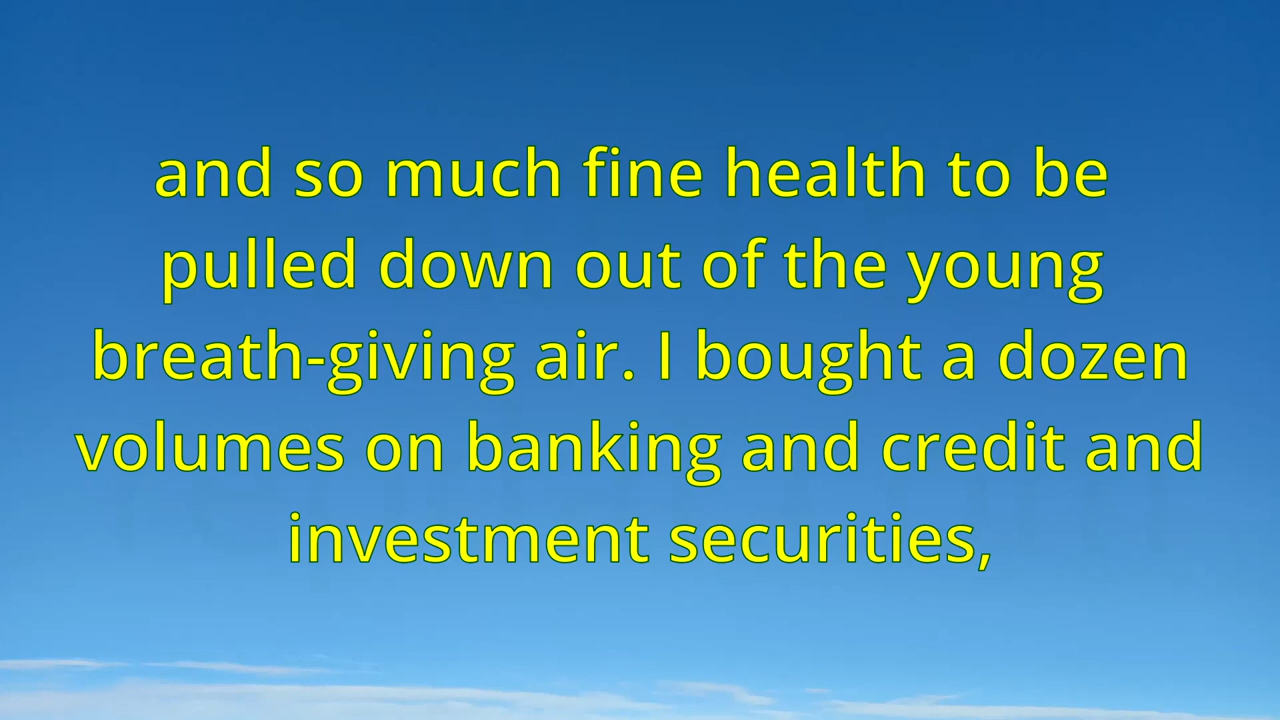 and so much fine health to be
pulled down out of the young
breath-giving air. I bought a dozen
volumes on banking and credit and
investment securities,